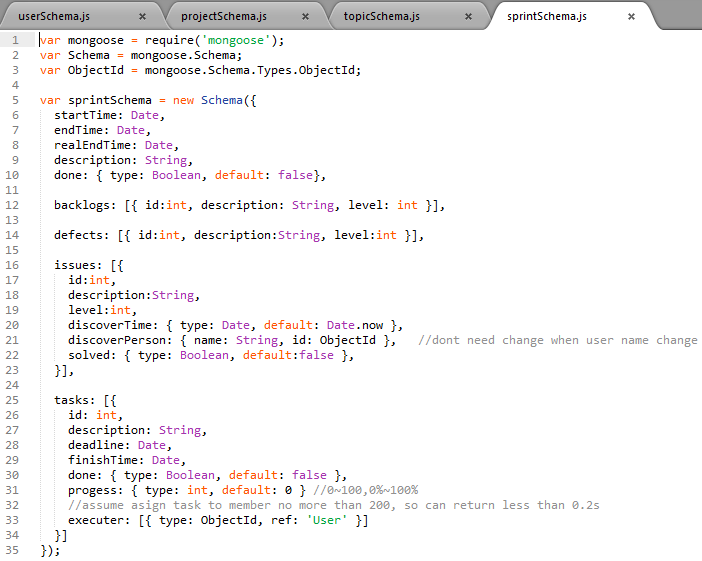 userSchema.js × projectSchema.js × topicSchema.js × sprintSchema.js ×
1 var mongoose = require('mongoose');
2 var Schema = mongoose.Schema;
3 var ObjectId = mongoose.Schema.Types.ObjectId;
4
5 var sprintSchema = new Schema({
6 startTime: Date,
7 endTime: Date,
8 realEndTime: Date,
9 description: String,
10 done: { type: Boolean, default: false},
11
12 backlogs: [{ id:int, description: String, level: int }],
13
14 defects: [{ id:int, description:String, level:int }],
15
16 issues: [{
17 id:int,
18 description:String,
19 level:int,
20 discoverTime: { type: Date, default: Date.now },
21 discoverPerson: { name: String, id: ObjectId }, //dont need change when user name change
22 solved: { type: Boolean, default:false },
23 }],
24
25 tasks: [{
26 id: int,
27 description: String,
28 deadline: Date,
29 finishTime: Date,
30 done: { type: Boolean, default: false },
31 progess: { type: int, default: 0 } //0~100,0%~100%
32 //assume asign task to member no more than 200, so can return less than 0.2s
33 executer: [{ type: ObjectId, ref: 'User' }]
34 }]
35 });